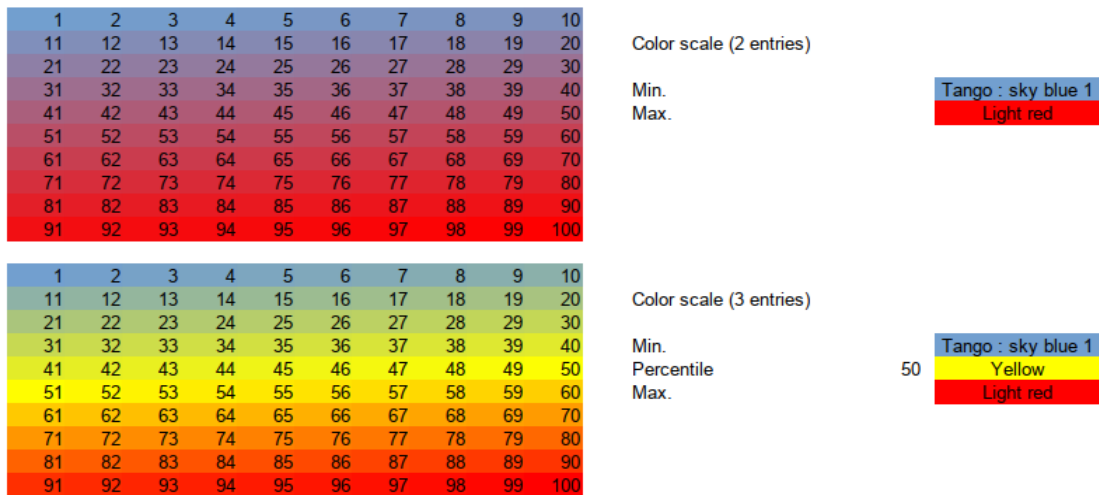 1 2 3 4 5 6 7 8 9 10
11 12 13 14 15 16 17 18 19 20 Color scale (2 entries)
21 22 23 24 25 26 27 28 29 30
31 32 33 34 35 36 37 38 39 40 Min. Tango : sky blue 1
41 42 43 44 45 46 47 48 49 50 Max. Light red
51 52 53 54 55 56 57 58 59 60
61 62 63 64 65 66 67 68 69 70
71 72 73 74 75 76 77 78 79 80
81 82 83 84 85 86 87 88 89 90
91 92 93 94 95 96 97 98 99 100
1 2 3 4 5 6 7 8 9 10
11 12 13 14 15 16 17 18 19 20 Color scale (3 entries)
21 22 23 24 25 26 27 28 29 30
31 32 33 34 35 36 37 38 39 40 Min. Tango : sky blue 1
41 42 43 44 45 46 47 48 49 50 Percentile 50 Yellow
51 52 53 54 55 56 57 58 59 60 Max. Light red
61 62 63 64 65 66 67 68 69 70
71 72 73 74 75 76 77 78 79 80
81 82 83 84 85 86 87 88 89 90
91 92 93 94 95 96 97 98 99 100